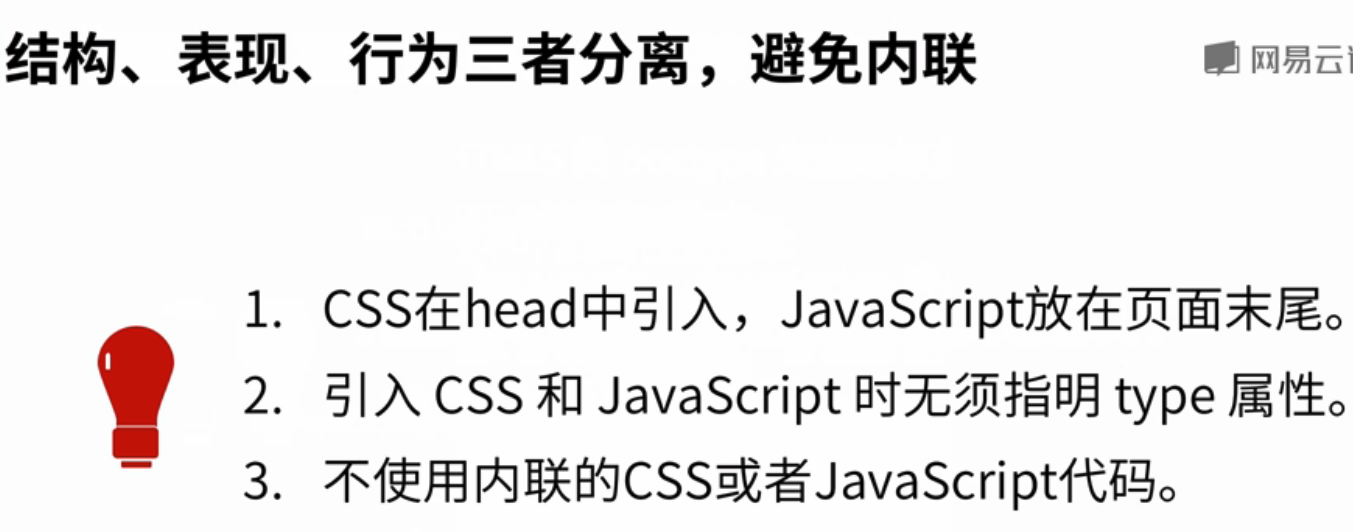 结构、表现、行为三者分离，避免内联
网易云
1. CSS在head中引入，JavaScript放在页面末尾。
2. 引入 CSS 和 JavaScript 时无须指明 type 属性。
3. 不使用内联的CSS或者JavaScript代码。